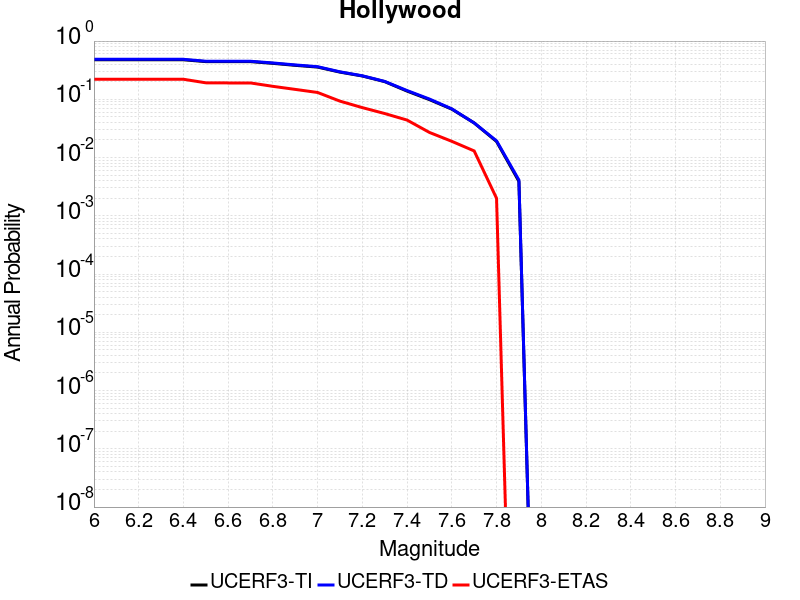 Hollywood
Annual Probability
10^0
10^-1
10^-2
10^-3
10^-4
10^-5
10^-6
10^-7
10^-8
6 6.2 6.4 6.6 6.8 7 7.2 7.4 7.6 7.8 8 8.2 8.4 8.6 8.8 9
Magnitude
UCERF3-TI UCERF3-TD UCERF3-ETAS